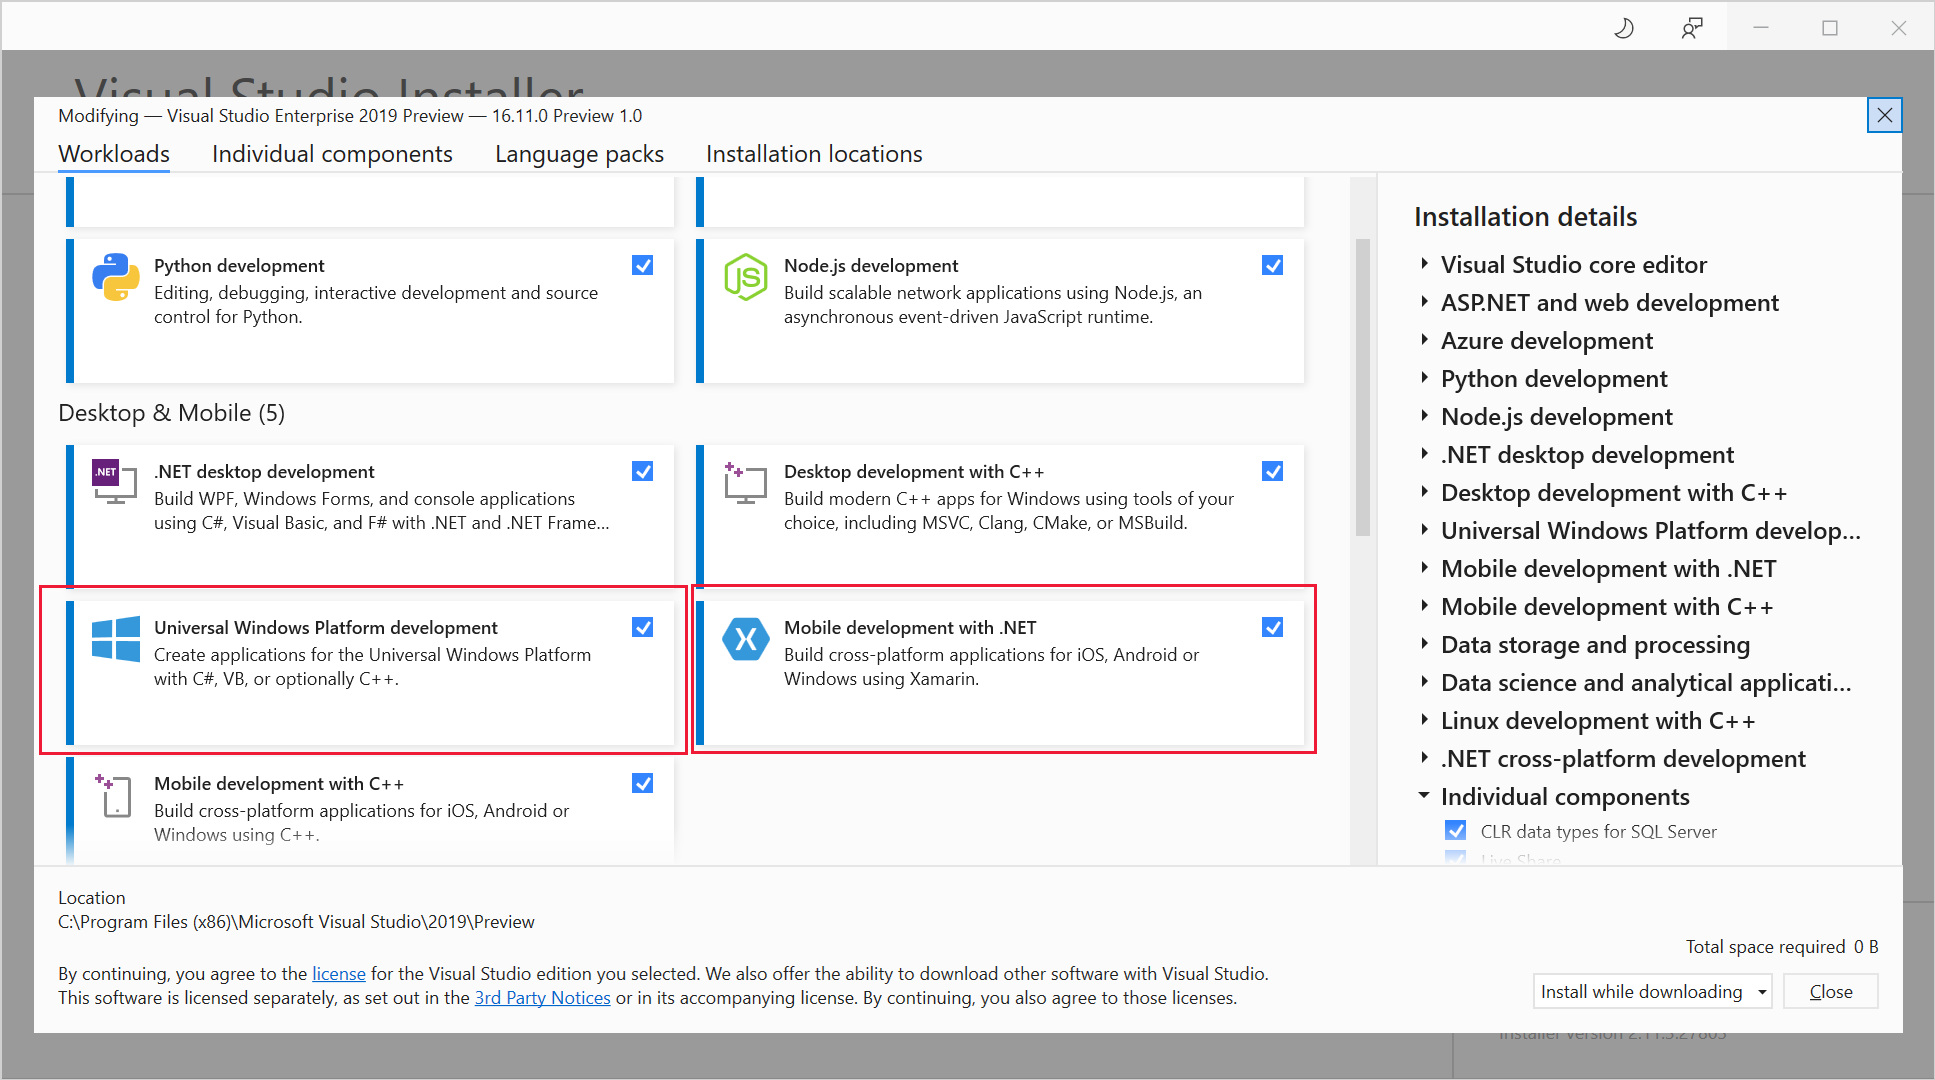 Visual Studio Installer
Modifying — Visual Studio Enterprise 2019 Preview — 16.11.0 Preview 1.0
Workloads
Individual components
Language packs
Installation locations
Python development
Editing, debugging, interactive development and source
control for Python.
Node.js development
Build scalable network applications using Node.js, an
asynchronous event-driven JavaScript runtime.
Desktop & Mobile (5)
.NET
.NET desktop development
Build WPF, Windows Forms, and console applications
using C#, Visual Basic, and F# with .NET and .NET Frame...
Desktop development with C++
Build modern C++ apps for Windows using tools of your
choice, including MSVC, Clang, CMake, or MSBuild.
Universal Windows Platform development
Create applications for the Universal Windows Platform
with C#, VB, or optionally C++.
Mobile development with .NET
Build cross-platform applications for iOS, Android or
Windows using Xamarin.
Mobile development with C++
Build cross-platform applications for iOS, Android or
Windows using C++.
Installation details
Visual Studio core editor
ASP.NET and web development
Azure development
Python development
Node.js development
.NET desktop development
Desktop development with C++
Universal Windows Platform develop...
Mobile development with .NET
Mobile development with C++
Data storage and processing
Data science and analytical applicati...
Linux development with C++
.NET cross-platform development
Individual components
CLR data types for SQL Server
Live Share
Location
C:\Program Files (x86)\Microsoft Visual Studio\2019\Preview
Total space required 0 B
By continuing, you agree to the license for the Visual Studio edition you selected. We also offer the ability to download other software with Visual Studio.
This software is licensed separately, as set out in the 3rd Party Notices or in its accompanying license. By continuing, you also agree to those licenses.
Install while downloading
Close
Installer version